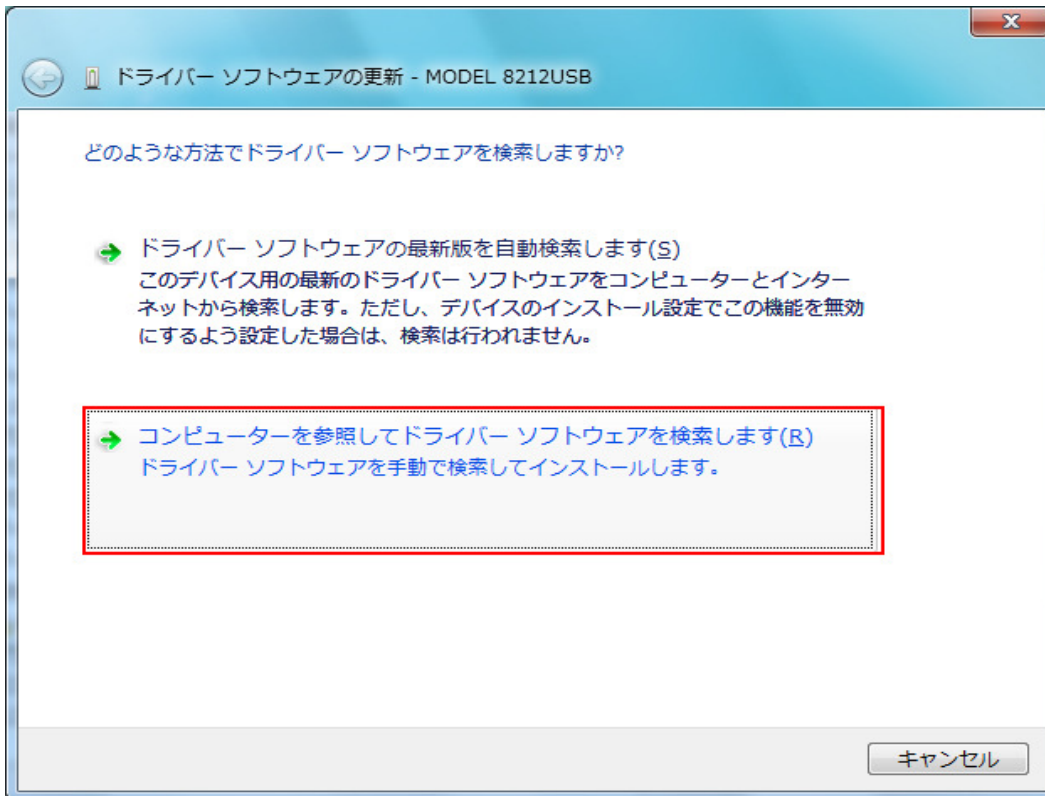 x
ドライバー ソフトウェアの更新 - MODEL 8212USB
どのような方法でドライバー ソフトウェアを検索しますか?
ドライバー ソフトウェアの最新版を自動検索します(S)
このデバイス用の最新のドライバー ソフトウェアをコンピューターとインター
ネットから検索します。ただし、デバイスのインストール設定でこの機能を無効
にするよう設定した場合は、検索は行われません。
コンピューターを参照してドライバー ソフトウェアを検索します(R)
ドライバー ソフトウェアを手動で検索してインストールします。
キャンセル